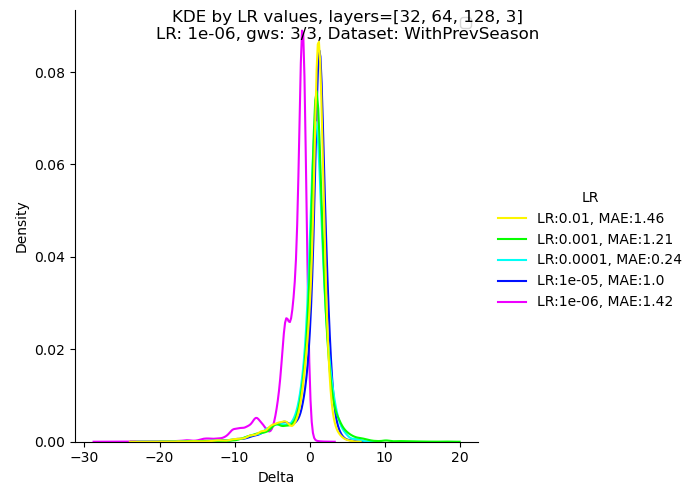 KDE by LR values, layers=[32, 64, 128, 3]
LR: 1e-06, gws: 3/3, Dataset: WithPrevSeason
0.08
0.06
0.04
0.02
0.00
Density
−30
−20
−10
0
10
20
Delta
LR
LR:0.01, MAE:1.46
LR:0.001, MAE:1.21
LR:0.0001, MAE:0.24
LR:1e-05, MAE:1.0
LR:1e-06, MAE:1.42